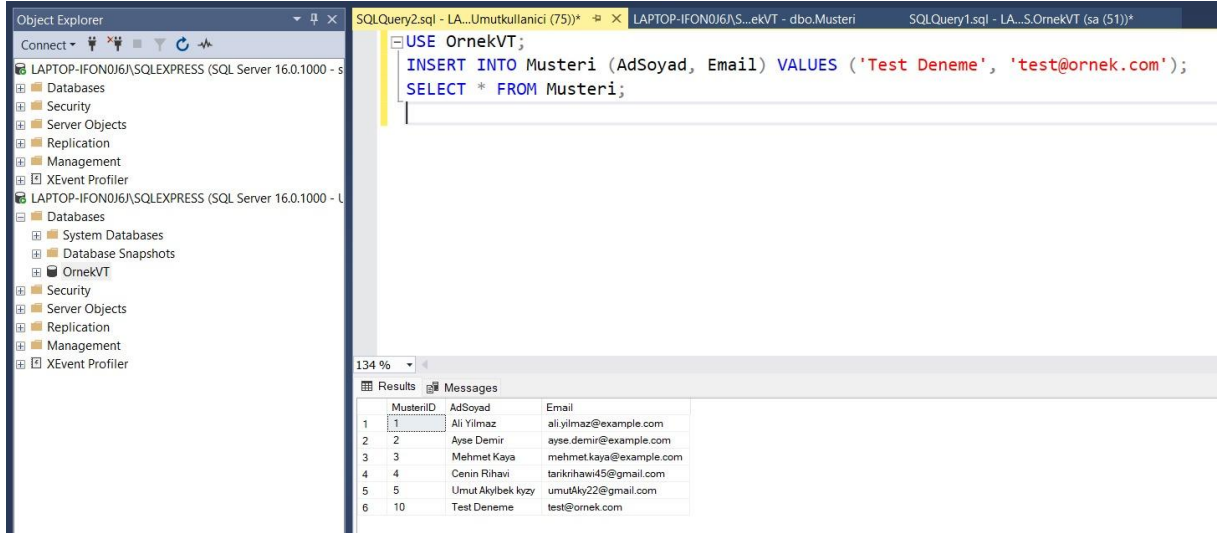 Object Explorer
Connect
LAPTOP-IFON0J6J\SQLEXPRESS (SQL Server 16.0.1000 - s
Databases
Security
Server Objects
Replication
Management
XEvent Profiler
LAPTOP-IFON0J6J\SQLEXPRESS (SQL Server 16.0.1000 - U
Databases
System Databases
Database Snapshots
OrnekVT
Security
Server Objects
Replication
Management
XEvent Profiler
SQLQuery2.sql - LA...Umutkullanici (75))* LAPTOP-IFON0J6J\S...ekVT - dbo.Musteri SQLQuery1.sql - LA...S.OrnekVT (sa (51))*
USE OrnekVT;
INSERT INTO Musteri (AdSoyad, Email) VALUES ('Test Deneme', 'test@ornek.com');
SELECT * FROM Musteri;
134 %
Results Messages
MusteriID AdSoyad Email
1 1 Ali Yilmaz ali.yilmaz@example.com
2 2 Ayse Demir ayse.demir@example.com
3 3 Mehmet Kaya mehmet.kaya@example.com
4 4 Cenin Rihavi tarikrihawi45@gmail.com
5 5 Umut Akylbek kyzy umutAky22@gmail.com
6 10 Test Deneme test@ornek.com